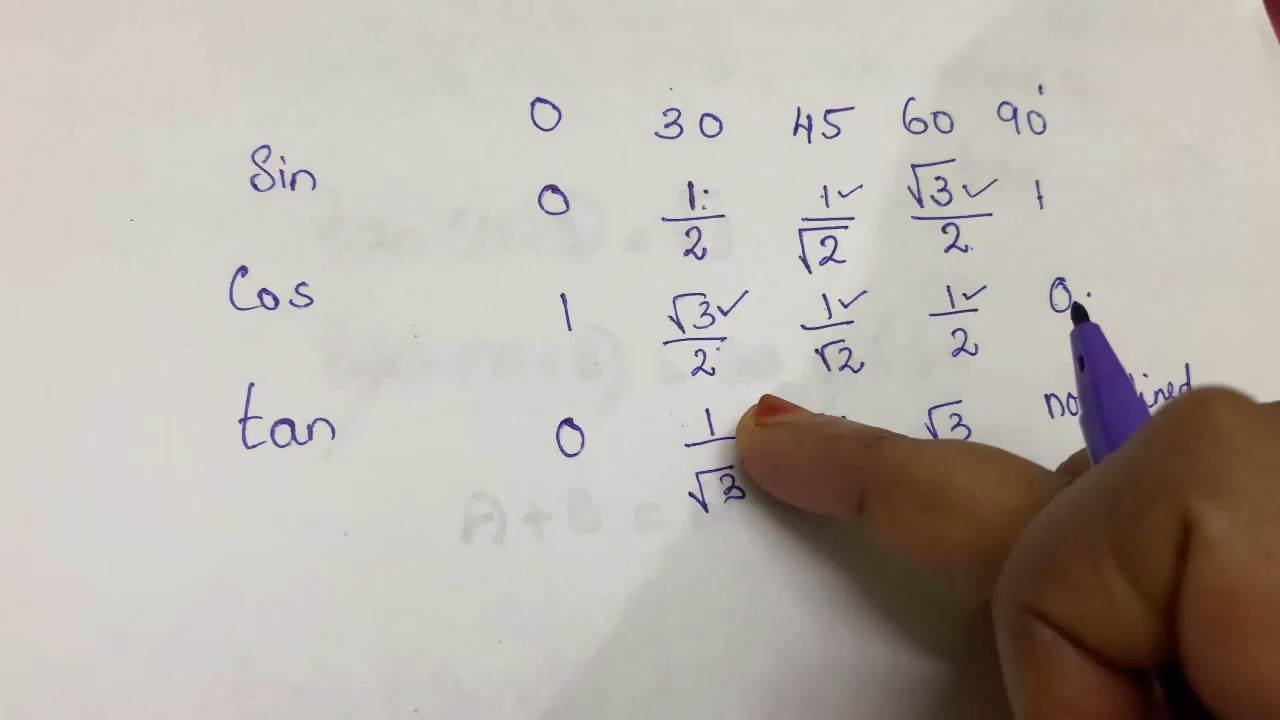 0 30 45 60 90°
Sin 0 1/2 1/√2 √3/2 1
Cos 1 √3/2 1/√2 1/2 0
tan 0 1/√3 √3